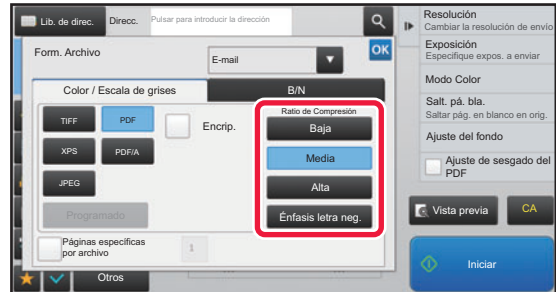 Lib. de direc.
Direcc.
Pulsar para introducir la dirección
Form. Archivo
E-mail
OK
Color / Escala de grises
B/N
TIFF
PDF
Encrip.
XPS
PDF/A
JPEG
Programado
Páginas específicas
por archivo
1
Ratio de Compresión
Baja
Media
Alta
Énfasis letra neg.
Otros
Resolución
Cambiar la resolución de envío
Exposición
Especifique expos. a enviar
Modo Color
Salt. pá. bla.
Saltar pág. en blanco en orig.
Ajuste del fondo
Ajuste de sesgado del
PDF
Vista previa
CA
Iniciar